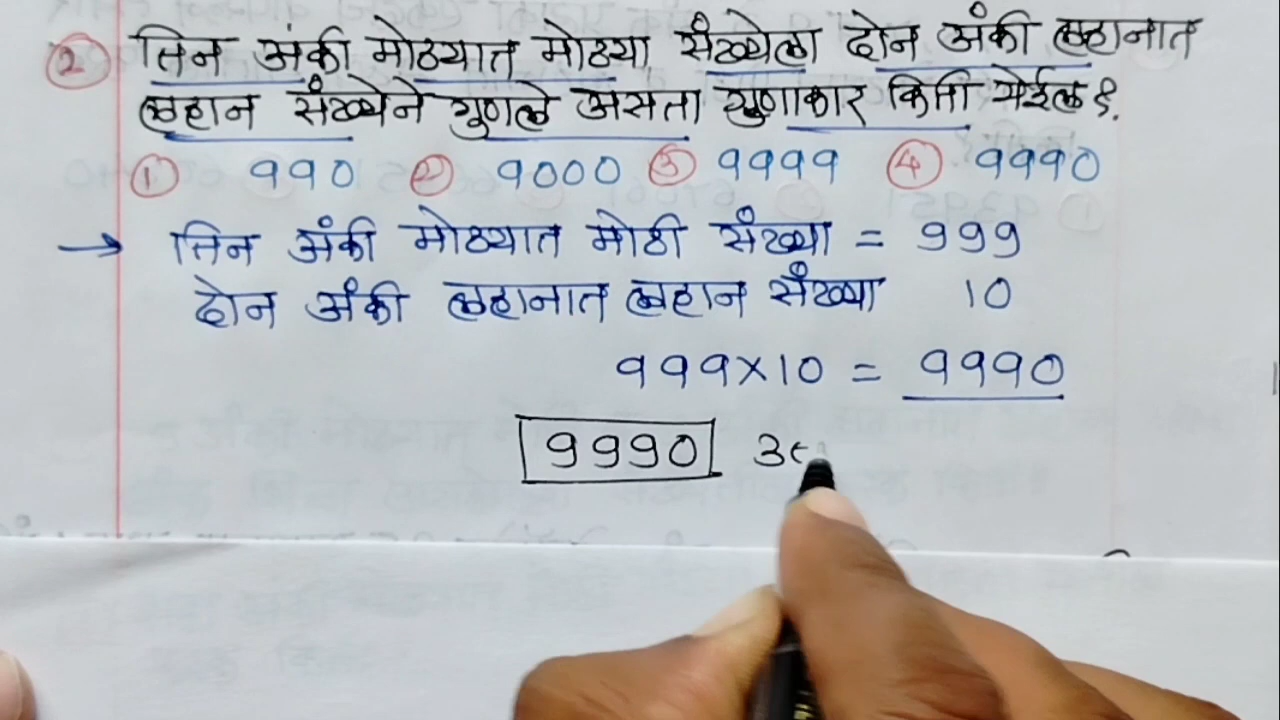 ② तिन अंकी मोठ्यात मोठ्या संख्येला दोन अंकी लहानात
लहान संख्येने गुणले असता गुणाकार किती येईल ?.
① 990 ② 9000 ③ 9999 ④ 9990
→ तिन अंकी मोठ्यात मोठी संख्या = 999
दोन अंकी लहानात लहान संख्या 10
999×10 = 9990
9990